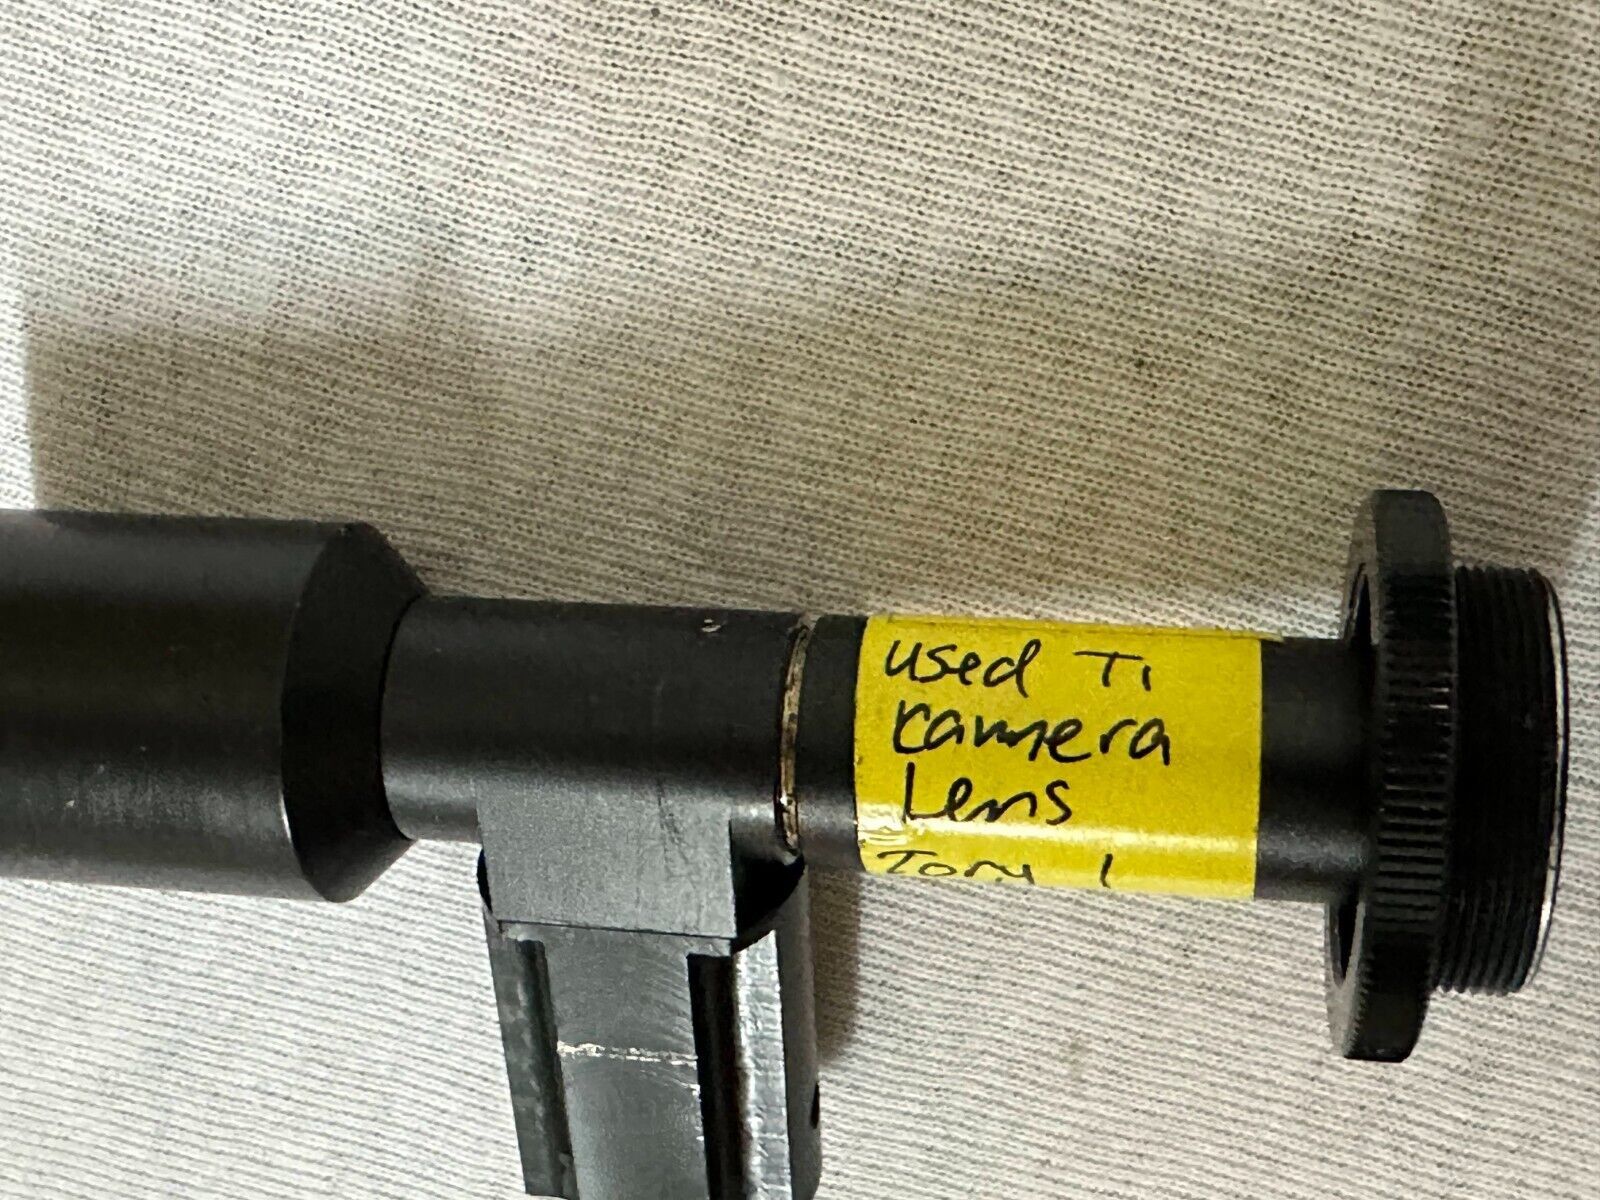 used Ti
camera
Lens